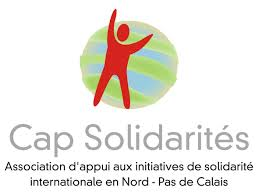 Cap Solidarités
Association d'appui aux initiatives de solidarité
internationale en Nord - Pas de Calais